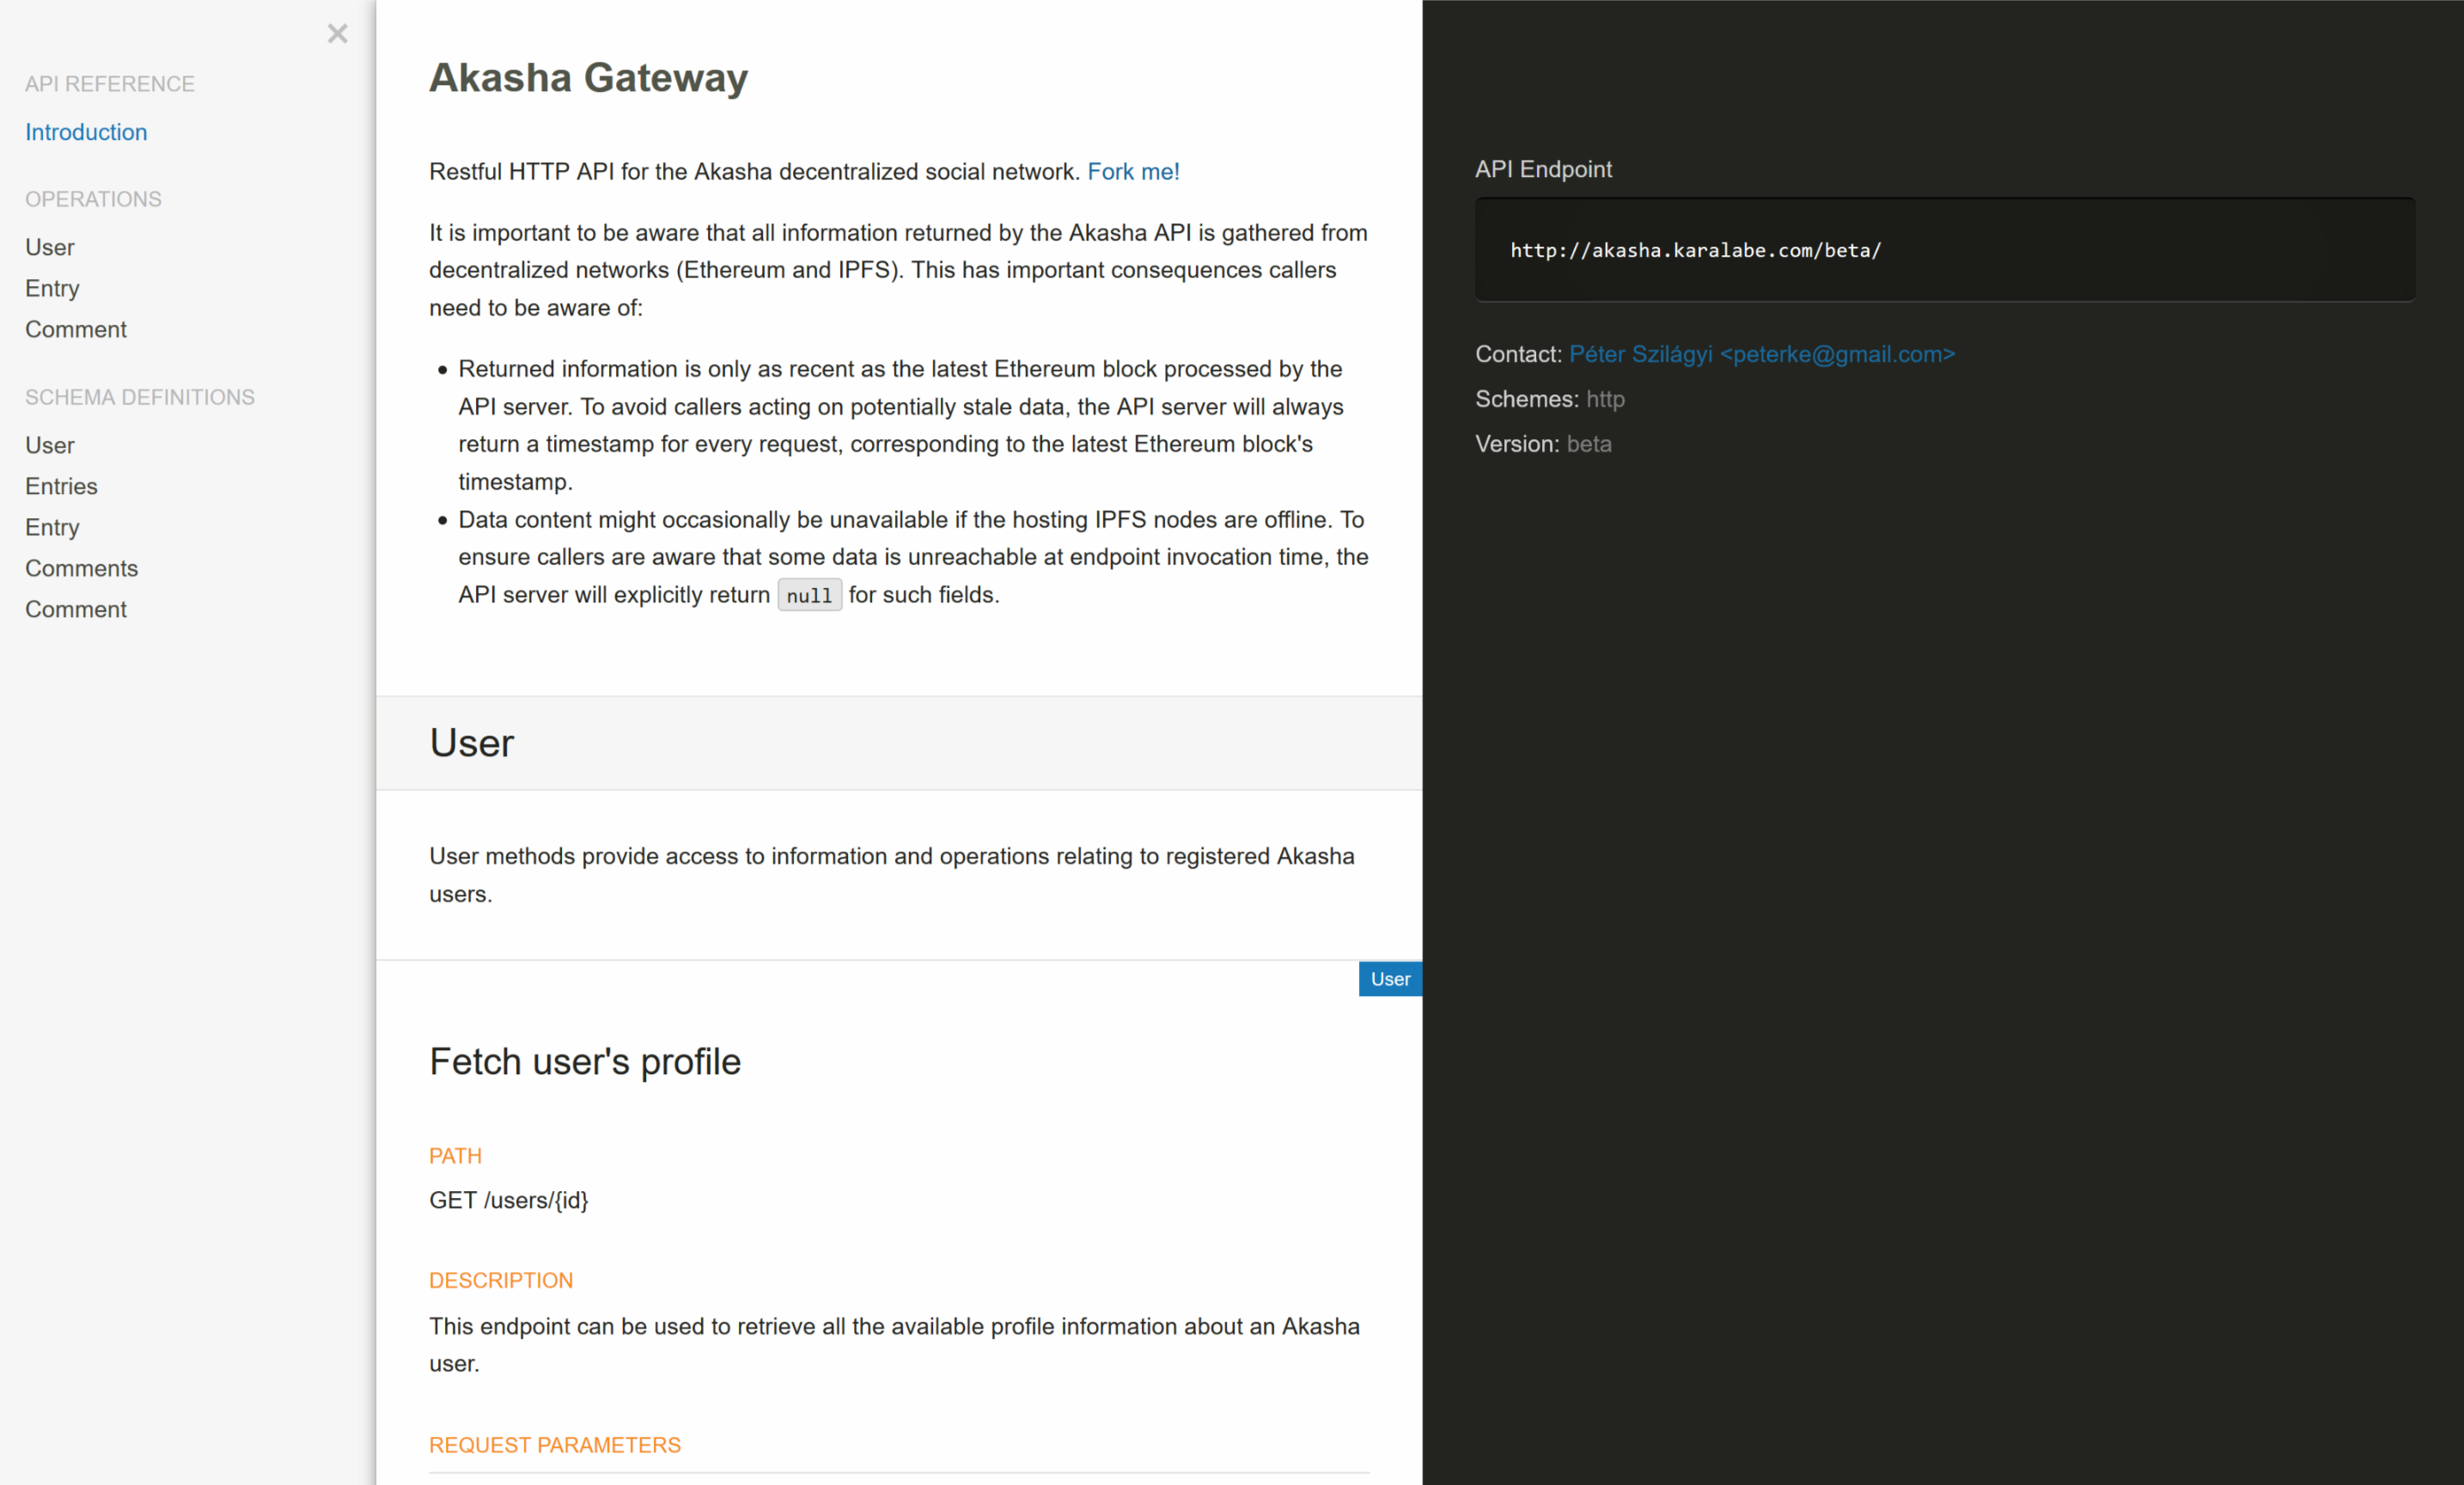 ×
API REFERENCE
Introduction
OPERATIONS
User
Entry
Comment
SCHEMA DEFINITIONS
User
Entries
Entry
Comments
Comment
Akasha Gateway
Restful HTTP API for the Akasha decentralized social network. Fork me!
It is important to be aware that all information returned by the Akasha API is gathered from
decentralized networks (Ethereum and IPFS). This has important consequences callers
need to be aware of:
• Returned information is only as recent as the latest Ethereum block processed by the
API server. To avoid callers acting on potentially stale data, the API server will always
return a timestamp for every request, corresponding to the latest Ethereum block's
timestamp.
• Data content might occasionally be unavailable if the hosting IPFS nodes are offline. To
ensure callers are aware that some data is unreachable at endpoint invocation time, the
API server will explicitly return null for such fields.
User
User methods provide access to information and operations relating to registered Akasha
users.
User
Fetch user's profile
PATH
GET /users/{id}
DESCRIPTION
This endpoint can be used to retrieve all the available profile information about an Akasha
user.
REQUEST PARAMETERS
API Endpoint
http://akasha.karalabe.com/beta/
Contact: Péter Szilágyi <peterke@gmail.com>
Schemes: http
Version: beta